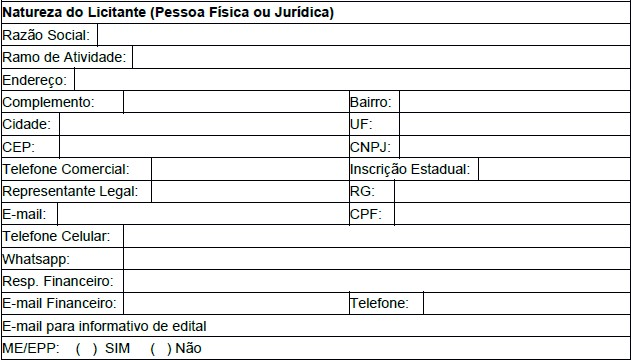 Natureza do Licitante (Pessoa Física ou Jurídica)
Razão Social:
Ramo de Atividade:
Endereço:
Complemento: Bairro:
Cidade: UF:
CEP: CNPJ:
Telefone Comercial: Inscrição Estadual:
Representante Legal: RG:
E-mail: CPF:
Telefone Celular:
Whatsapp:
Resp. Financeiro:
E-mail Financeiro: Telefone:
E-mail para informativo de edital
ME/EPP: ( ) SIM ( ) Não